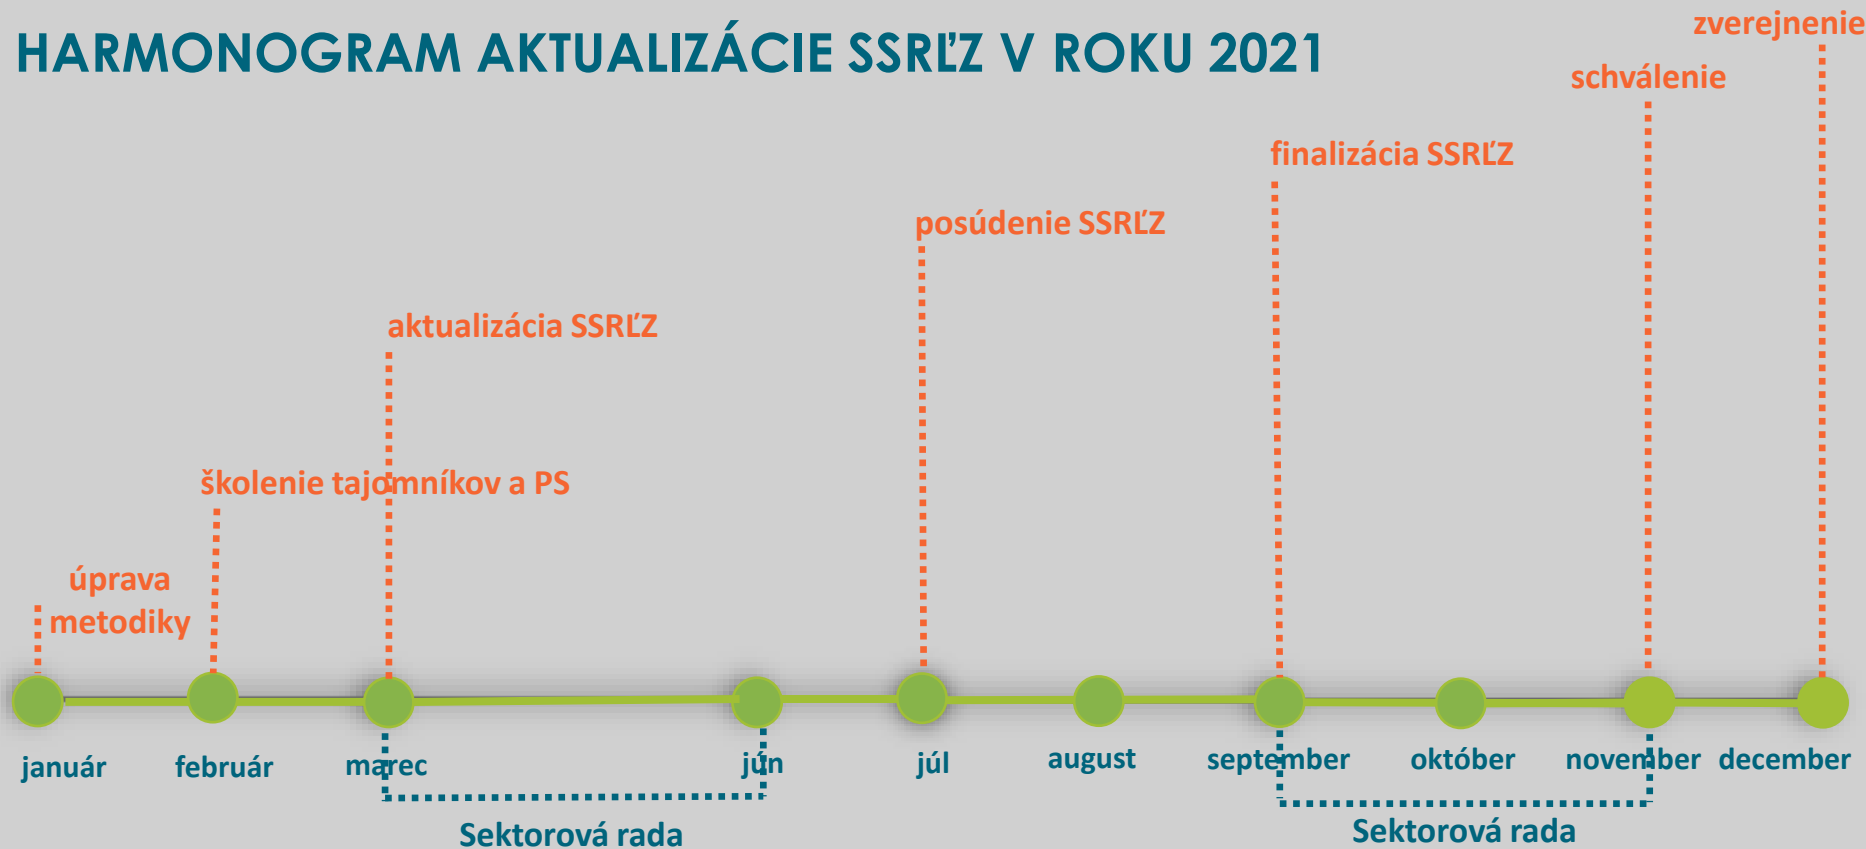 HARMONOGRAM AKTUALIZÁCIE SSRĽZ V ROKU 2021
zverejnenie
schválenie
finalizácia SSRĽZ
posúdenie SSRĽZ
aktualizácia SSRĽZ
školenie tajomníkov a PS
úprava
metodiky
január február marec jún júl august september október november december
Sektorová rada Sektorová rada